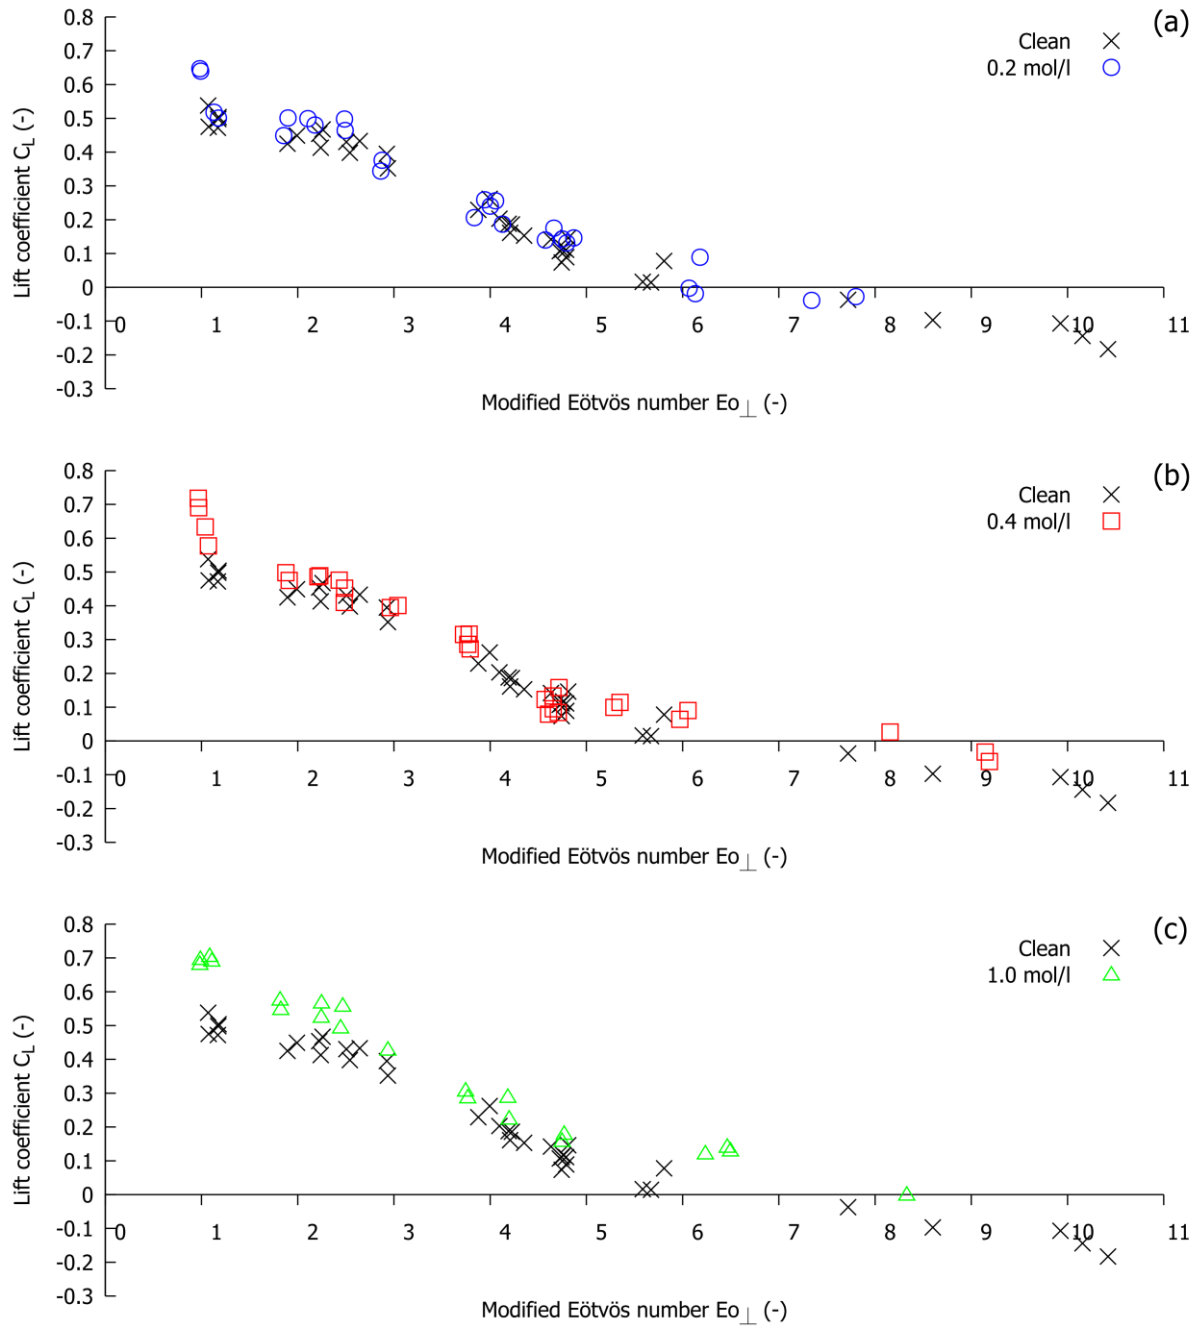 (a)
Clean
0.2 mol/l
0.8
0.7
0.6
0.5
0.4
0.3
0.2
0.1
0
-0.1
-0.2
-0.3
Lift coefficient C_L (-)
0 1 2 3 4 5 6 7 8 9 10 11
Modified Eötvös number Eo⊥ (-)
(b)
Clean
0.4 mol/l
0.8
0.7
0.6
0.5
0.4
0.3
0.2
0.1
0
-0.1
-0.2
-0.3
Lift coefficient C_L (-)
0 1 2 3 4 5 6 7 8 9 10 11
Modified Eötvös number Eo⊥ (-)
(c)
Clean
1.0 mol/l
0.8
0.7
0.6
0.5
0.4
0.3
0.2
0.1
0
-0.1
-0.2
-0.3
Lift coefficient C_L (-)
0 1 2 3 4 5 6 7 8 9 10 11
Modified Eötvös number Eo⊥ (-)